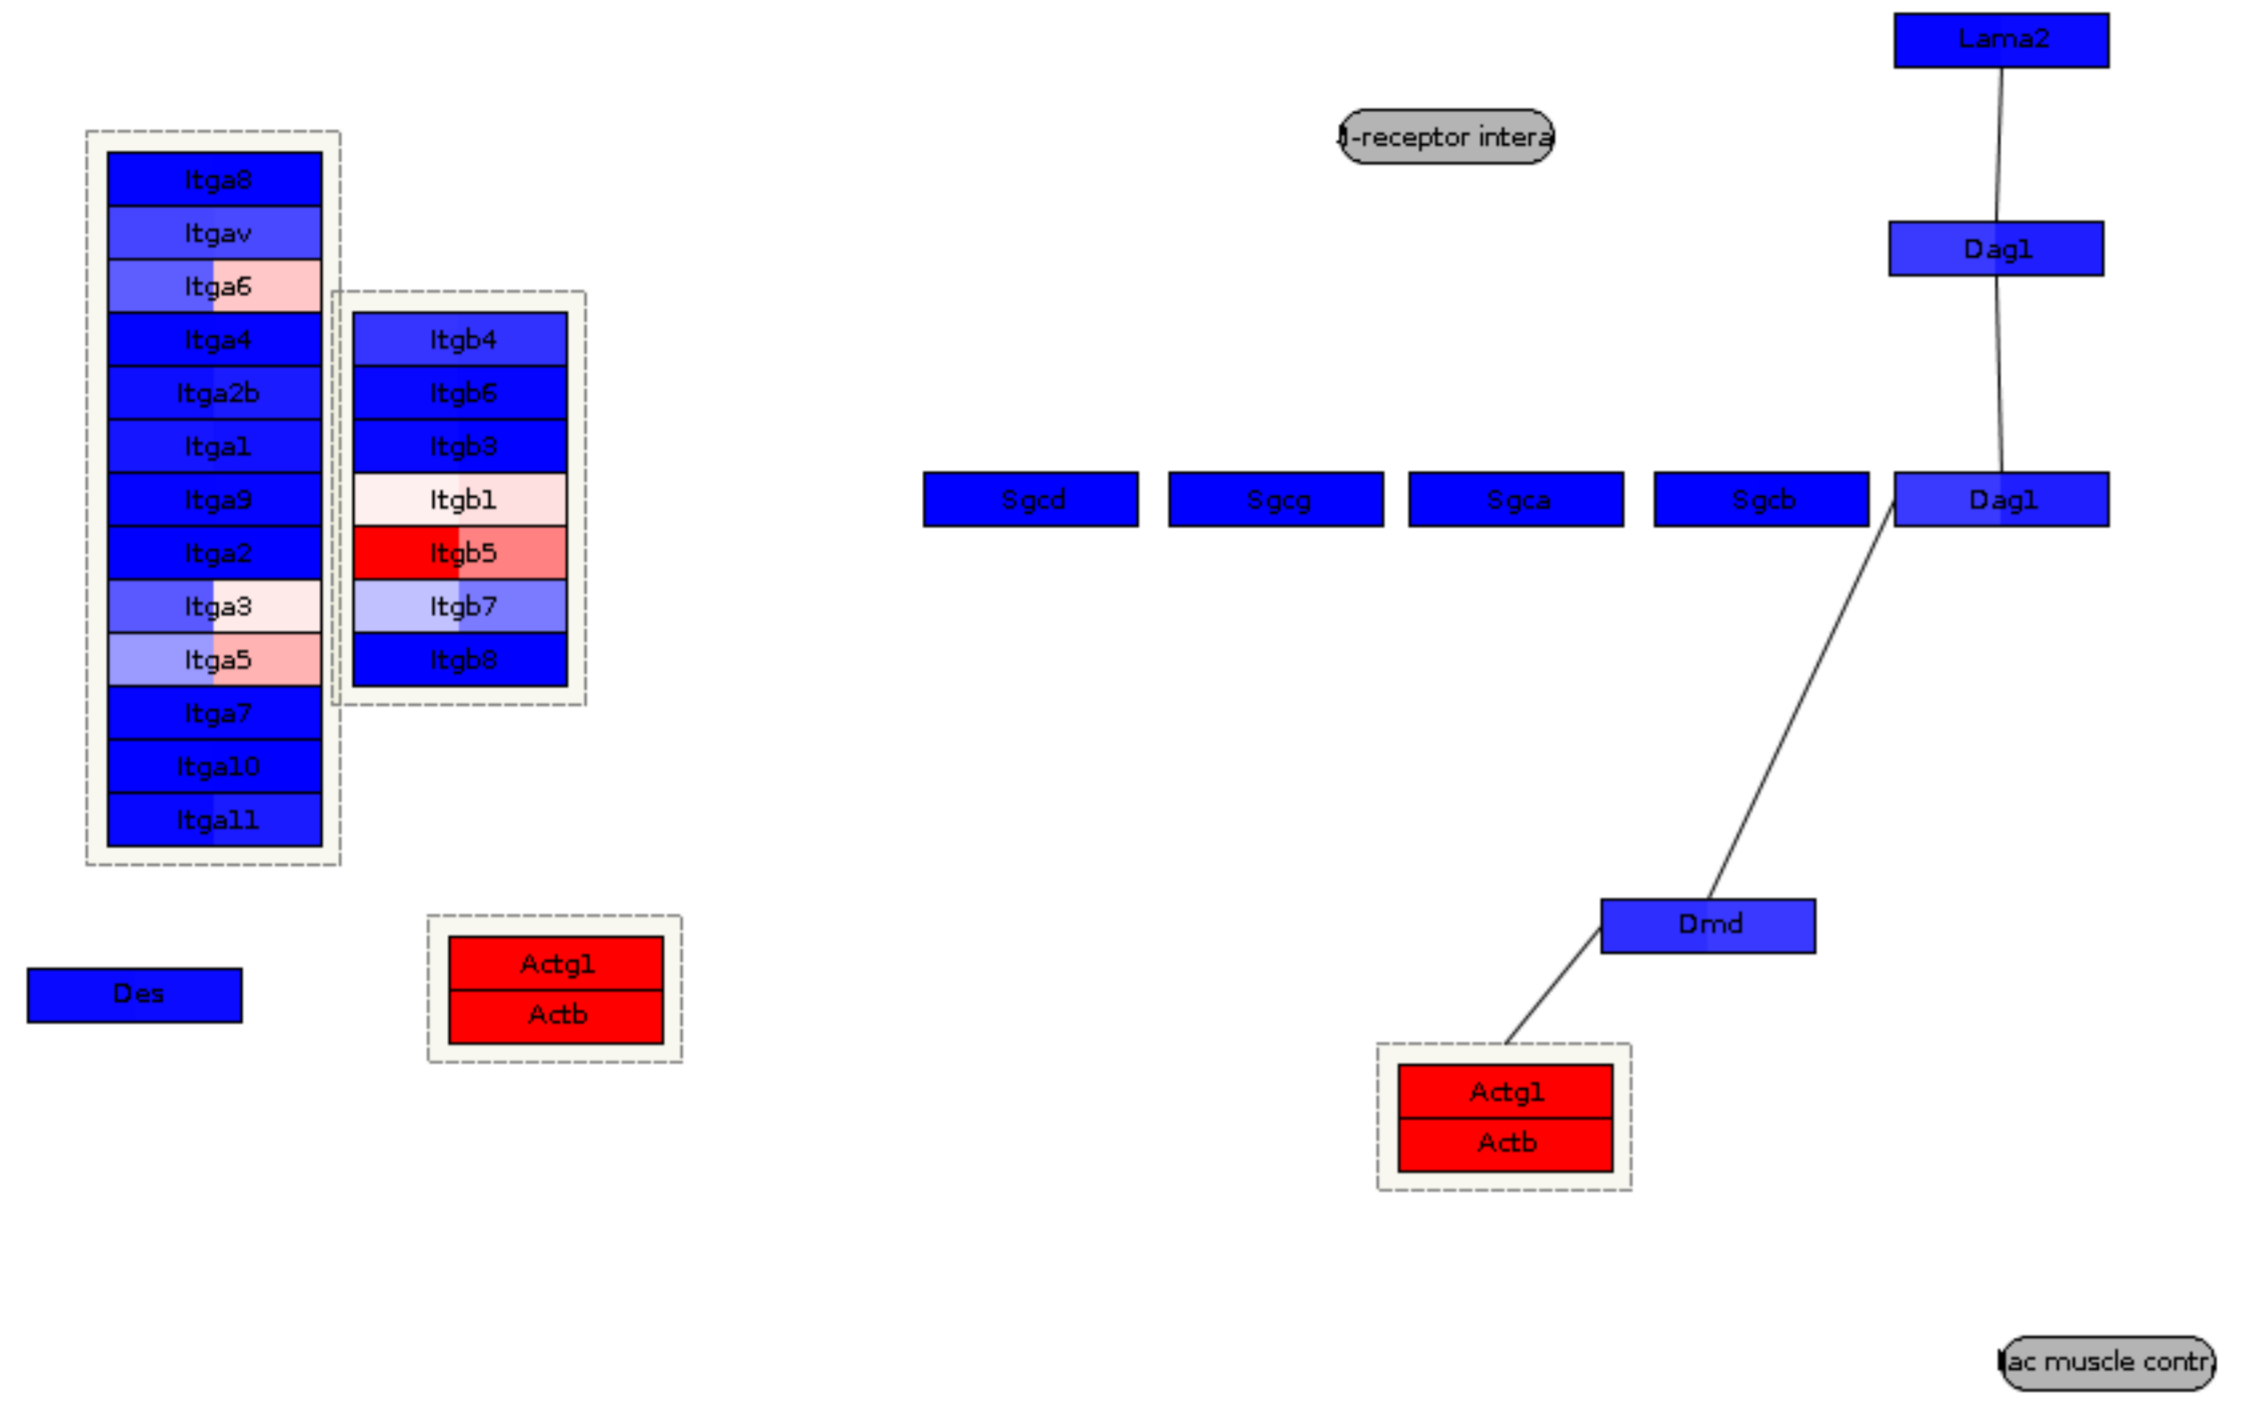 Lama2
-receptor intera
Itga8
Itgav
Itga6
Itga4
Itga2b
Itga1
Itga9
Itga2
Itga3
Itga5
Itga7
Itga10
Itga11
Itgb4
Itgb6
Itgb3
Itgb1
Itgb5
Itgb7
Itgb8
Dag1
Sgcd
Sgcg
Sgca
Sgcb
Dag1
Dmd
Des
Actg1
Actb
Actg1
Actb
ac muscle contr